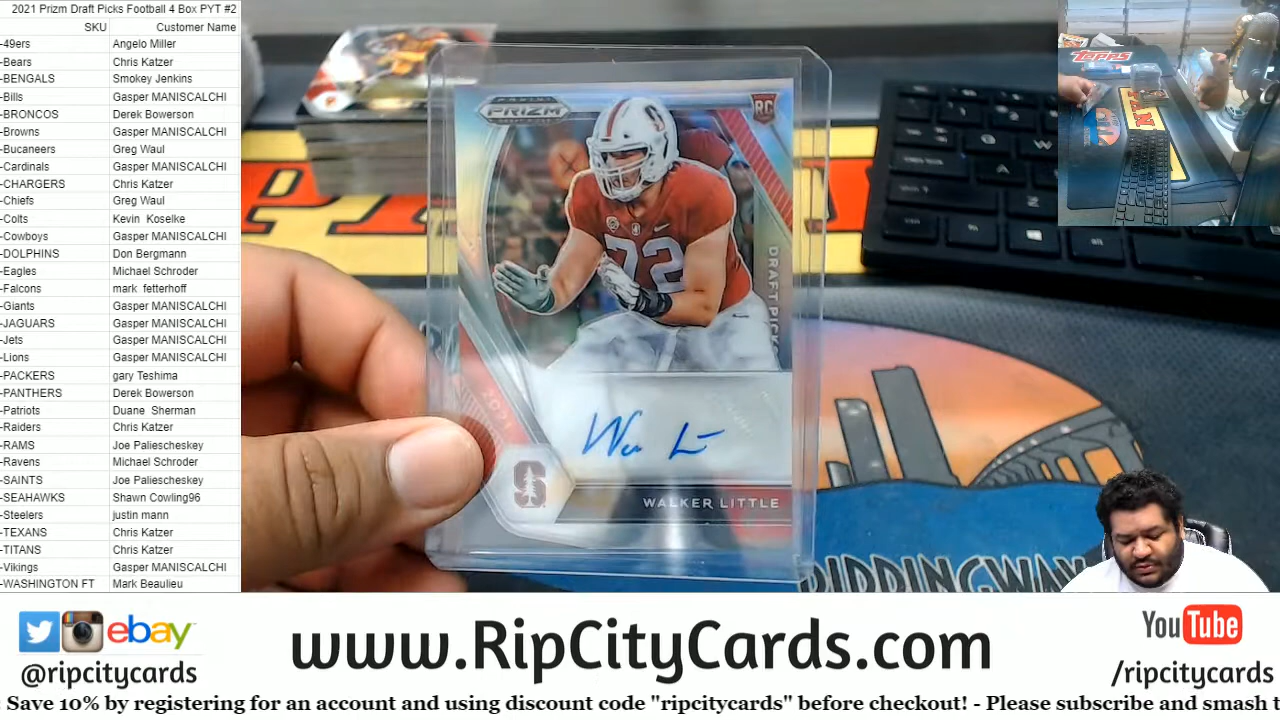 2021 Prizm Draft Picks Football 4 Box PYT #2
SKU Customer Name
-49ers Angelo Miller
-Bears Chris Katzer
-BENGALS Smokey Jenkins
-Bills Gasper MANISCALCHI
-BRONCOS Derek Bowerson
-Browns Gasper MANISCALCHI
-Bucaneers Greg Waul
-Cardinals Gasper MANISCALCHI
-CHARGERS Chris Katzer
-Chiefs Greg Waul
-Colts Kevin Koselke
-Cowboys Gasper MANISCALCHI
-DOLPHINS Don Bergmann
-Eagles Michael Schroder
-Falcons mark fetterhoff
-Giants Gasper MANISCALCHI
-JAGUARS Gasper MANISCALCHI
-Jets Gasper MANISCALCHI
-Lions Gasper MANISCALCHI
-PACKERS gary Teshima
-PANTHERS Derek Bowerson
-Patriots Duane Sherman
-Raiders Chris Katzer
-RAMS Joe Paliescheskey
-Ravens Michael Schroder
-SAINTS Joe Paliescheskey
-SEAHAWKS Shawn Cowling96
-Steelers justin mann
-TEXANS Chris Katzer
-TITANS Chris Katzer
-Vikings Gasper MANISCALCHI
-WASHINGTON FT Mark Beaulieu
PRIZM
RC
72
DRAFT PICK
WALKER LITTLE
TOPPS
ebay
@ripcitycards
www.RipCityCards.com
YouTube
/ripcitycards
Save 10% by registering for an account and using discount code "ripcitycards" before checkout! - Please subscribe and smash t